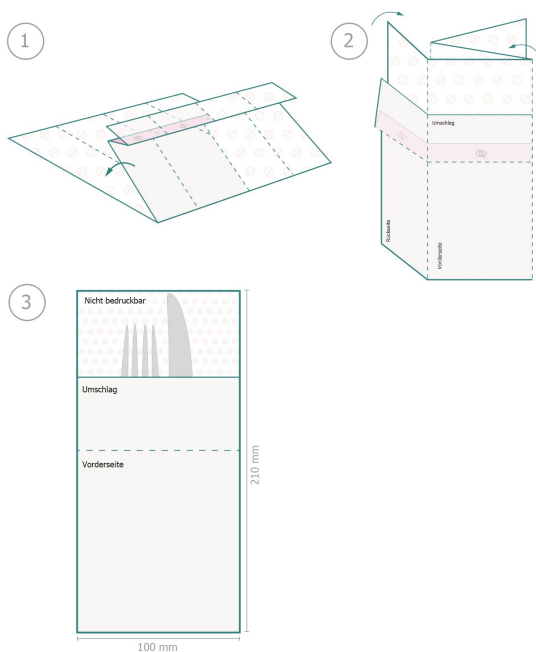 1
2
Umschlag
Rückseite
Vorderseite
3
Nicht bedruckbar
Umschlag
Vorderseite
210 mm
100 mm